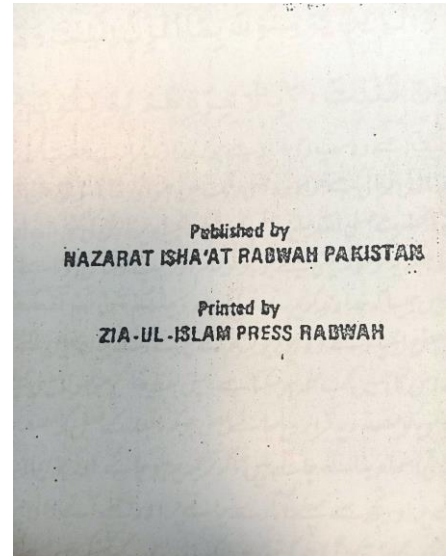 Published by
NAZARAT ISHA'AT RABWAH PAKISTAN
Printed by
ZIA-UL-ISLAM PRESS RABWAH